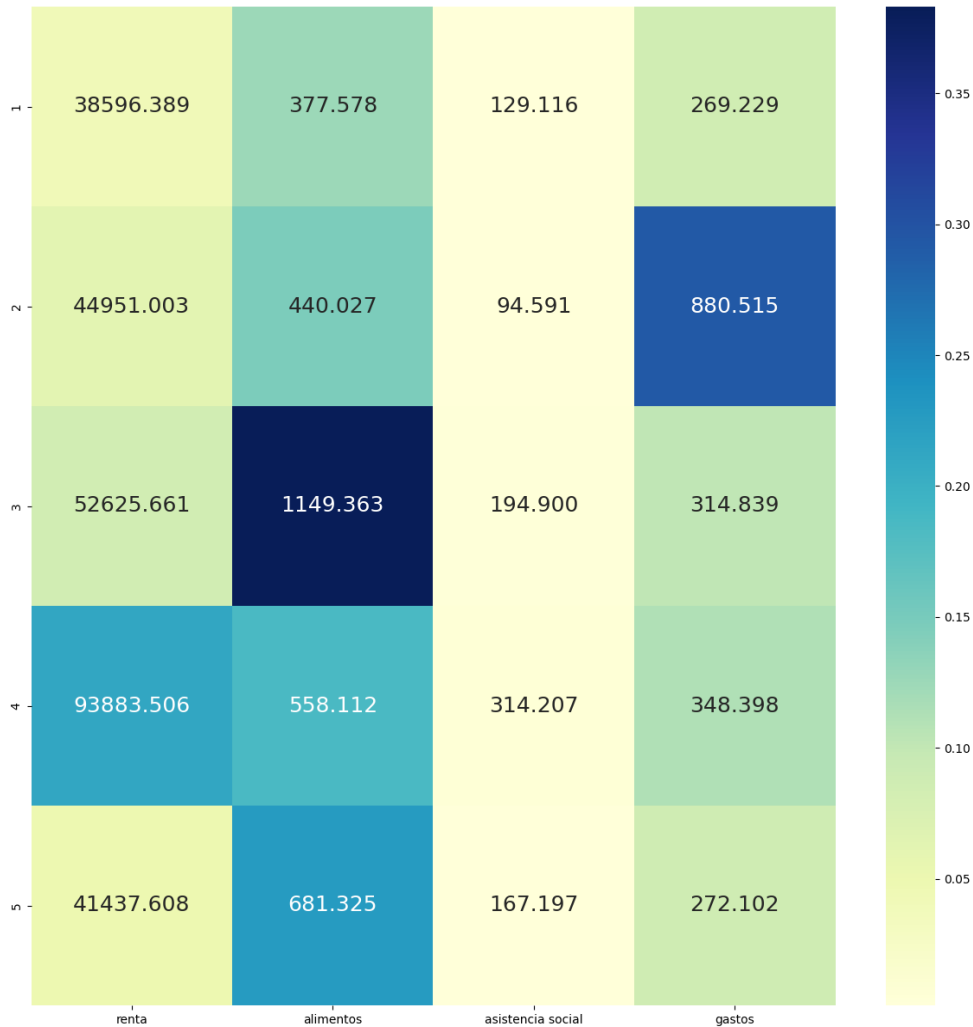 0.35
1 38596.389 377.578 129.116 269.229
0.30
2 44951.003 440.027 94.591 880.515
0.25
0.20
3 52625.661 1149.363 194.900 314.839
0.15
4 93883.506 558.112 314.207 348.398
0.10
0.05
5 41437.608 681.325 167.197 272.102
renta alimentos asistencia social gastos